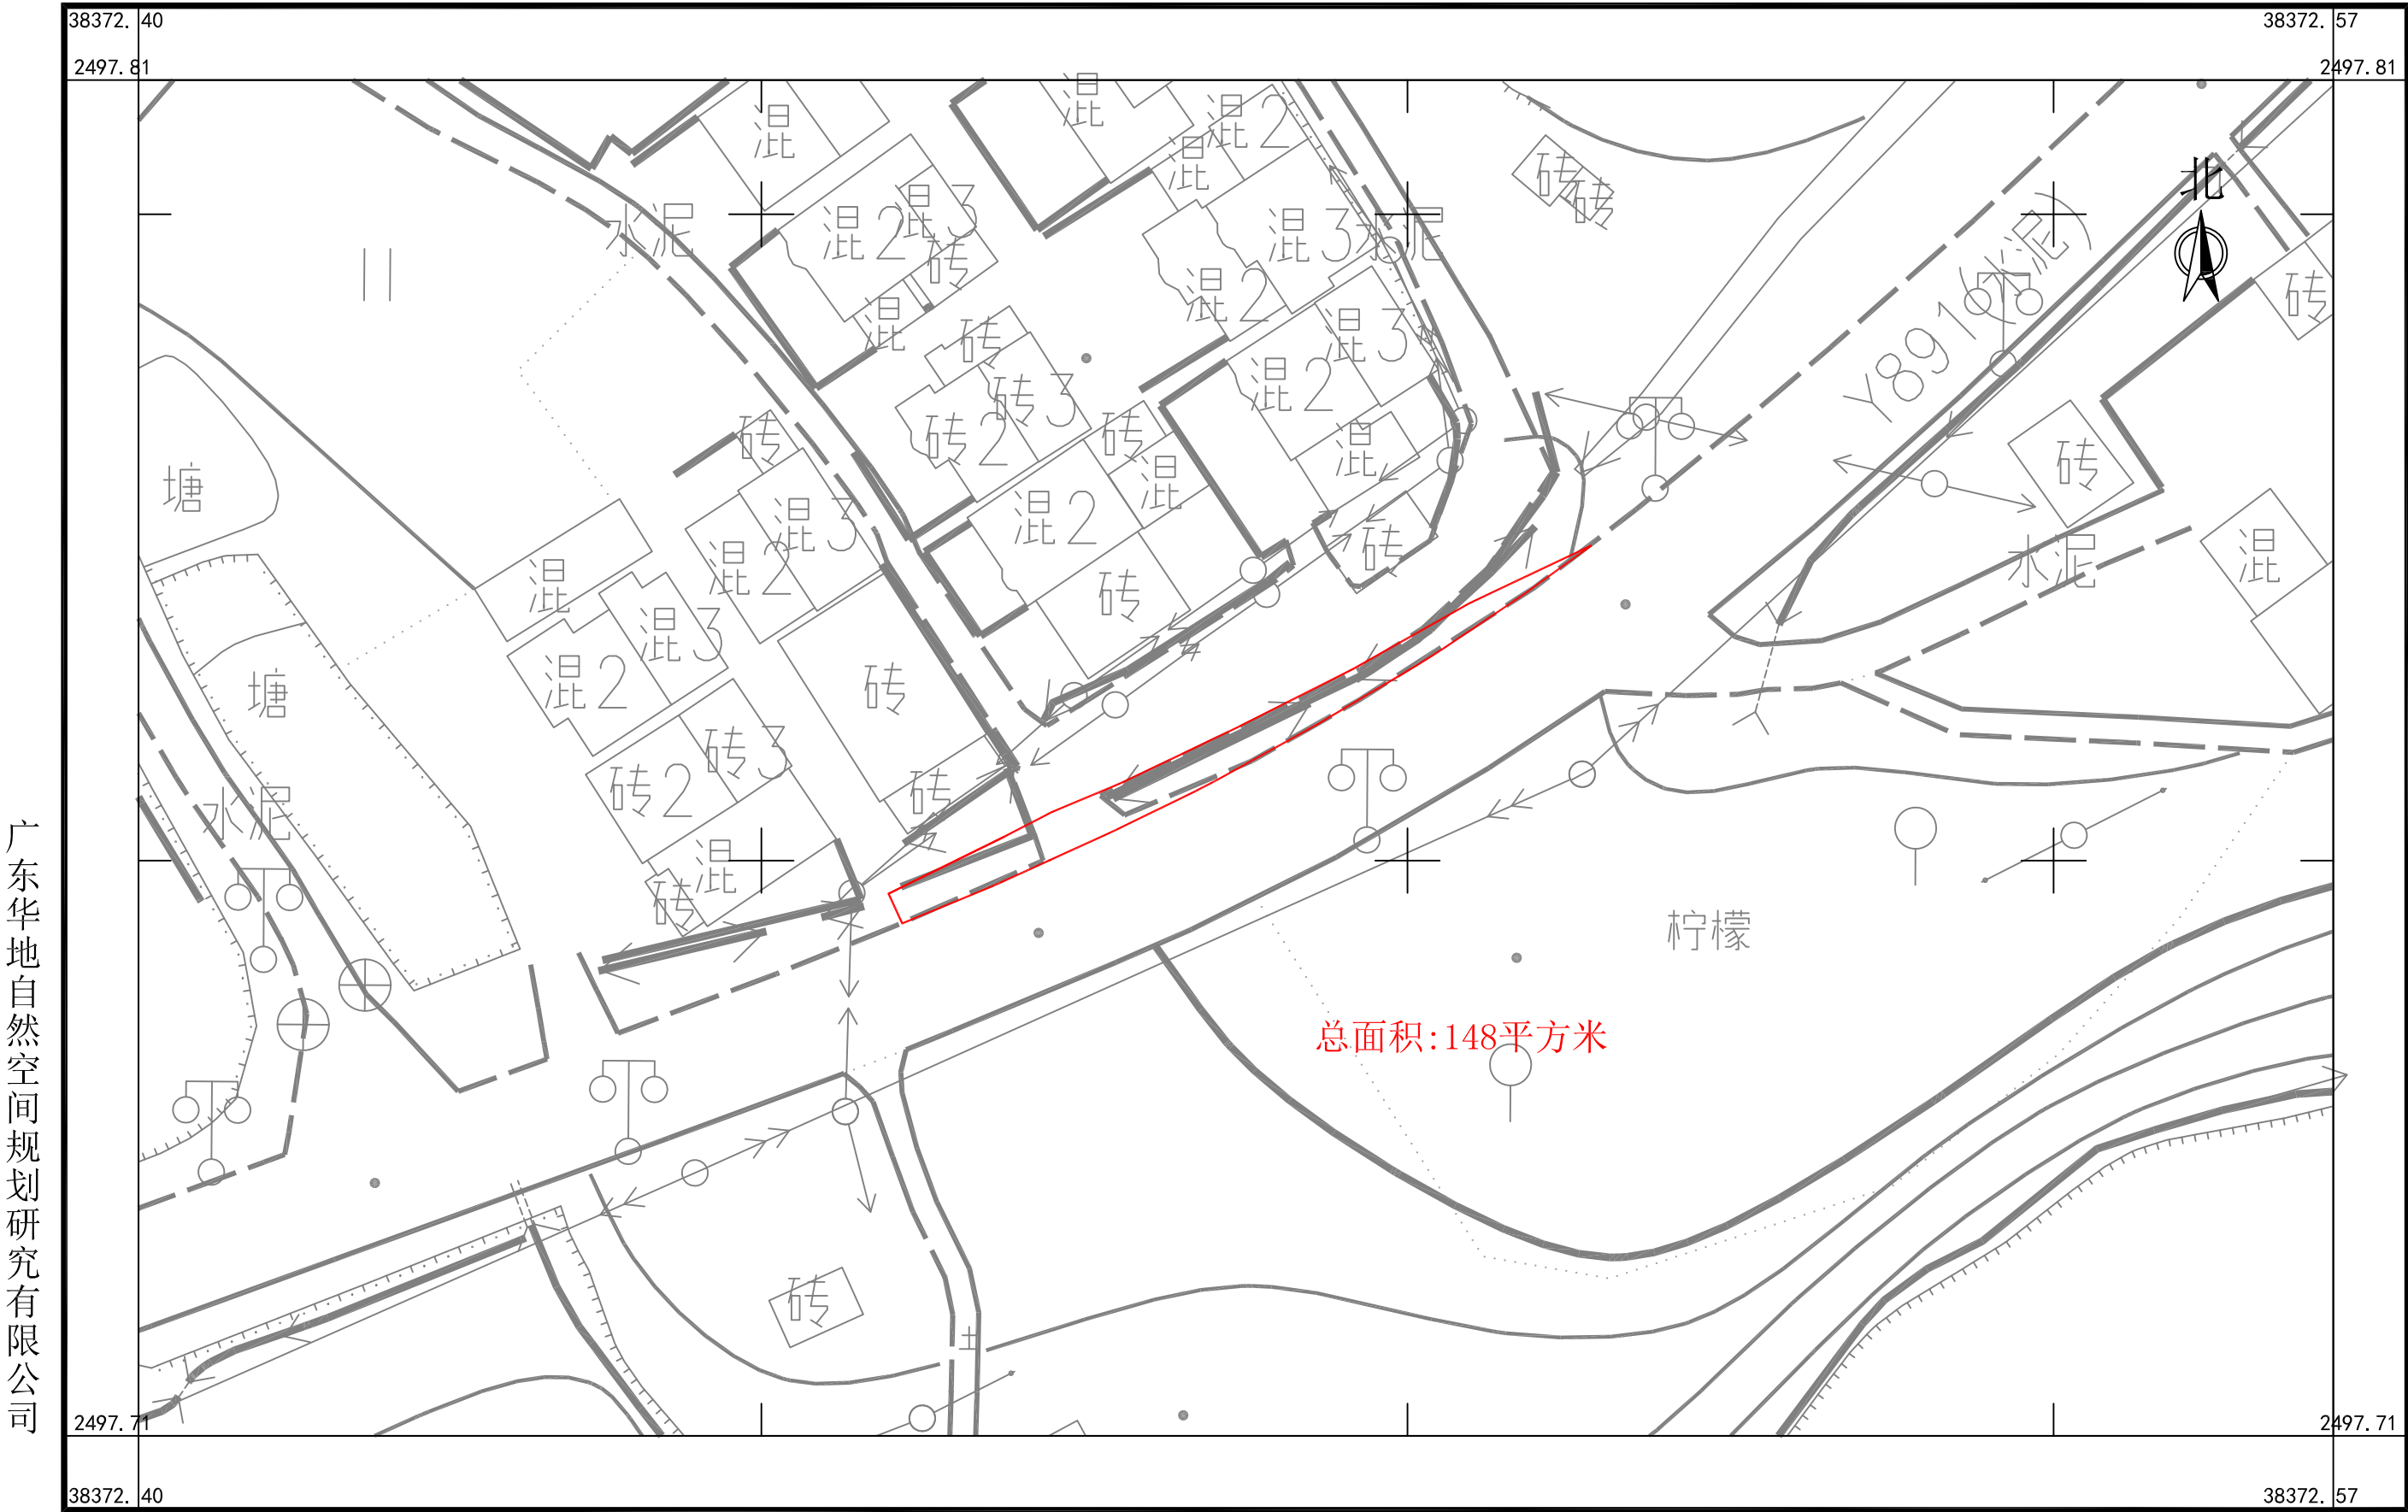 38372.40
38372.57
2497.81
2497.81
混
混
混2
混
砖
砖
北
水泥
混2
混3
砖
混3
水泥
混2
Y891(水泥)
砖
混
砖
混3
砖3
混2
砖2
砖
混
混
砖
砖
塘
混3
混2
混2
砖
砖
水泥
混
混
混3
混2
砖
塘
砖3
砖2
砖
水泥
混
砖
柠檬
总面积:148平方米
砖
土
广东华地自然空间规划研究有限公司
2497.71
2497.71
38372.40
38372.57